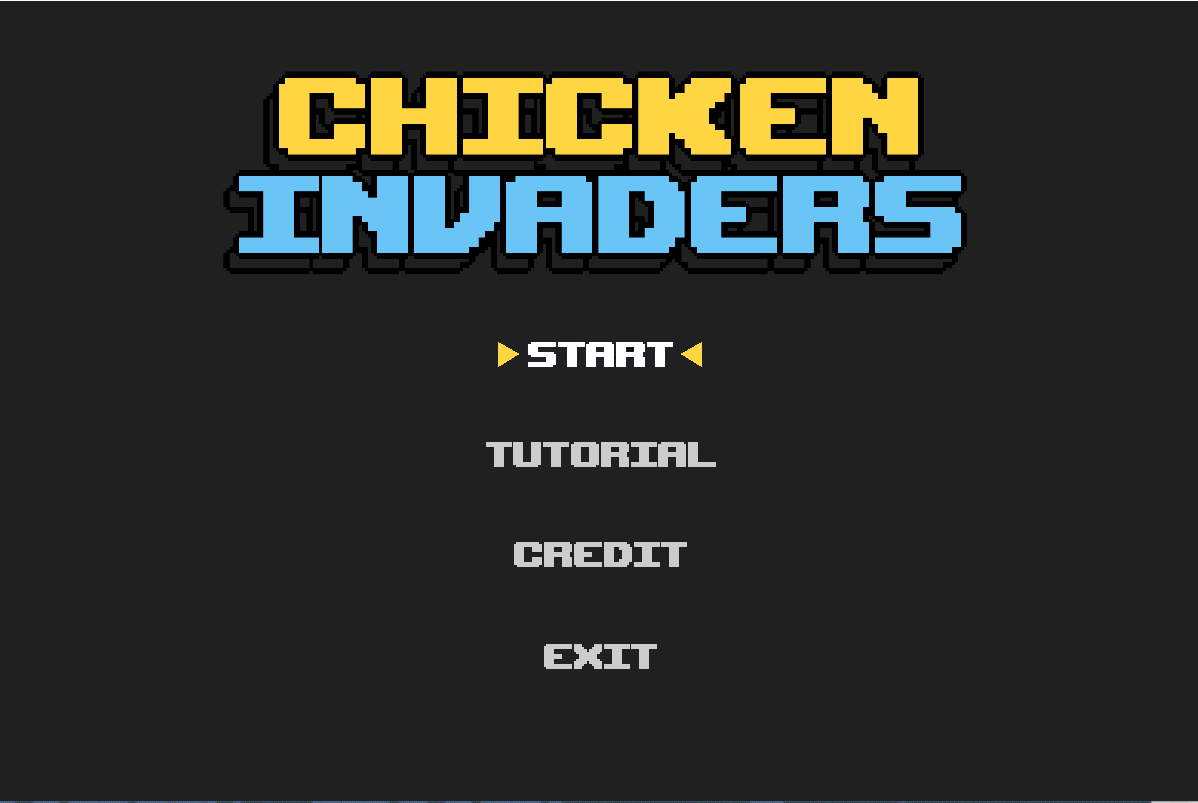 CHICKEN
INVADERS
START
TUTORIAL
CREDIT
EXIT